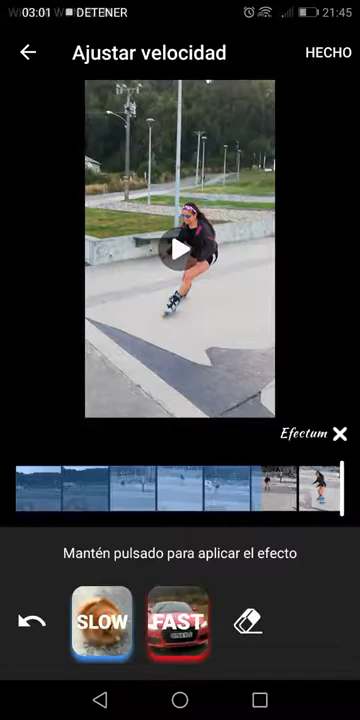 03:01 DETENER 21:45
Ajustar velocidad HECHO
Efectum
Mantén pulsado para aplicar el efecto
SLOW FAST